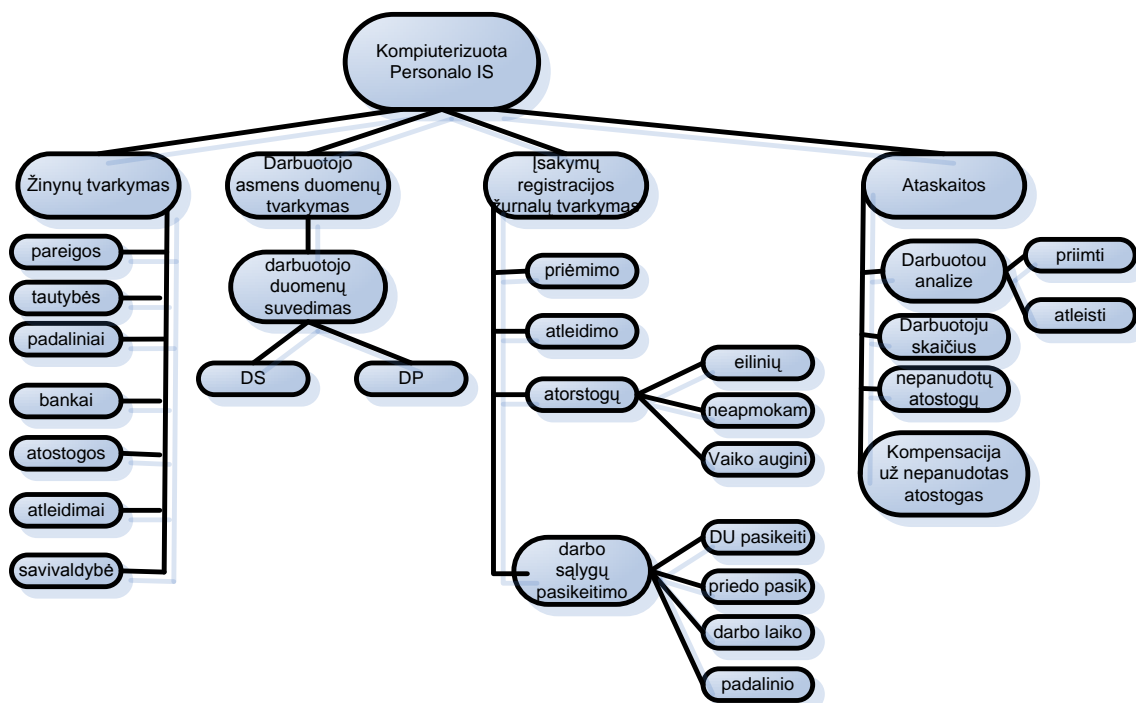 Kompiuterizuota
Personalo IS
Žinynų tvarkymas
pareigos
tautybės
padaliniai
bankai
atostogos
atleidimai
savivaldybė
Darbuotojo
asmens duomenų
tvarkymas
darbuotojo
duomenų
suvedimas
DS
DP
Įsakymų
registracijos
žurnalų tvarkymas
priėmimo
atleidimo
atorstogų
eilinių
neapmokam
Vaiko augini
darbo
sąlygų
pasikeitimo
DU pasikeiti
priedo pasik
darbo laiko
padalinio
Ataskaitos
Darbuotou
analize
priimti
atleisti
Darbuotoju
skaičius
nepanudotų
atostogų
Kompensacija
už nepanudotas
atostogas